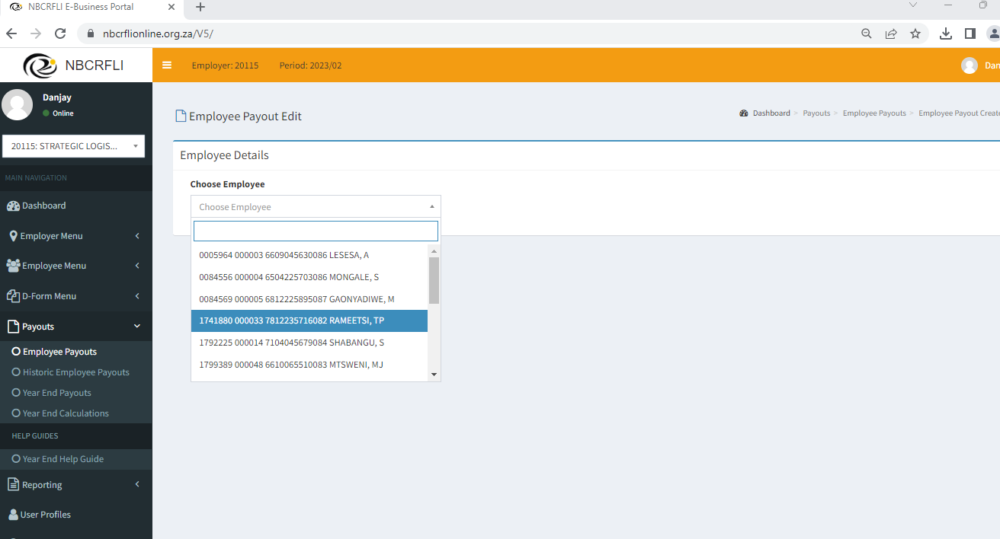 NBCRFLI E-Business Portal
nbcrflionline.org.za/V5/
NBCRFLI
Employer: 20115
Period: 2023/02
Dan
Danjay
Online
20115: STRATEGIC LOGIS...
MAIN NAVIGATION
Dashboard
Employer Menu
Employee Menu
D-Form Menu
Payouts
Employee Payouts
Historic Employee Payouts
Year End Payouts
Year End Calculations
HELP GUIDES
Year End Help Guide
Reporting
User Profiles
Employee Payout Edit
Dashboard > Payouts > Employee Payouts > Employee Payout Create
Employee Details
Choose Employee
Choose Employee
0005964 000003 6609045630086 LESESA, A
0084556 000004 6504225703086 MONGALE, S
0084569 000005 6812225895087 GAONYADIWE, M
1741880 000033 7812235716082 RAMEETSI, TP
1792225 000014 7104045679084 SHABANGU, S
1799389 000048 6610065510083 MTSWENI, MJ